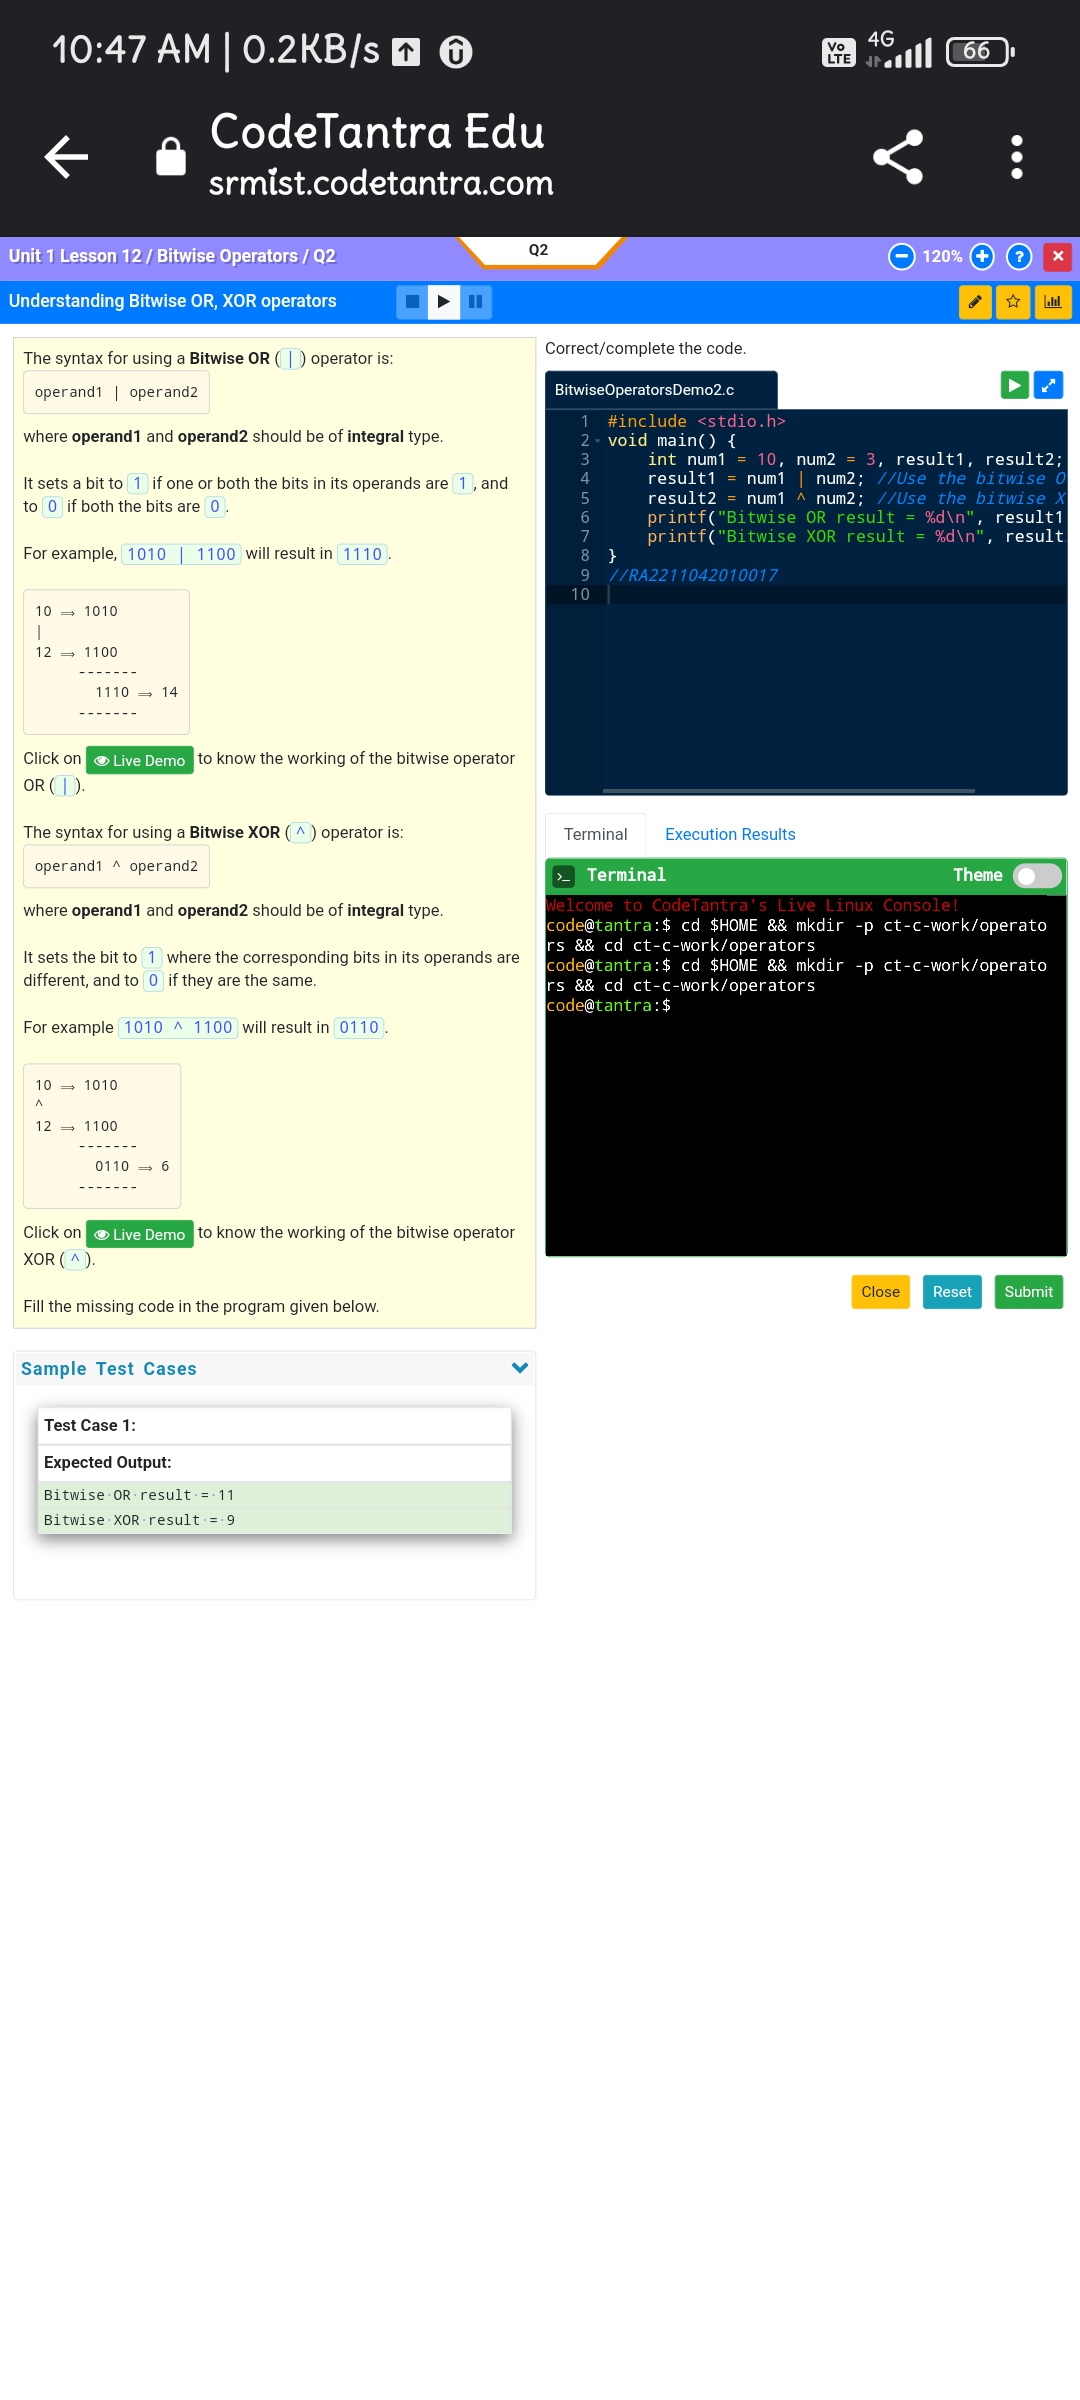 10:47 AM | 0.2KB/s
Vo LTE 4G 66
CodeTantra Edu
srmist.codetantra.com
Unit 1 Lesson 12 / Bitwise Operators / Q2
Q2
120%
Understanding Bitwise OR, XOR operators
The syntax for using a Bitwise OR ( | ) operator is:
operand1 | operand2
where operand1 and operand2 should be of integral type.
It sets a bit to 1 if one or both the bits in its operands are 1, and
to 0 if both the bits are 0.
For example, 1010 | 1100 will result in 1110.
10 ⟹ 1010
|
12 ⟹ 1100
-------
1110 ⟹ 14
-------
Click on Live Demo to know the working of the bitwise operator
OR ( | ).
The syntax for using a Bitwise XOR ( ^ ) operator is:
operand1 ^ operand2
where operand1 and operand2 should be of integral type.
It sets the bit to 1 where the corresponding bits in its operands are
different, and to 0 if they are the same.
For example 1010 ^ 1100 will result in 0110.
10 ⟹ 1010
^
12 ⟹ 1100
-------
0110 ⟹ 6
-------
Click on Live Demo to know the working of the bitwise operator
XOR ( ^ ).
Fill the missing code in the program given below.
Sample Test Cases
Test Case 1:
Expected Output:
Bitwise·OR·result·=·11
Bitwise·XOR·result·=·9
Correct/complete the code.
BitwiseOperatorsDemo2.c
1 #include <stdio.h>
2 void main() {
3 int num1 = 10, num2 = 3, result1, result2;
4 result1 = num1 | num2; //Use the bitwise O
5 result2 = num1 ^ num2; //Use the bitwise X
6 printf("Bitwise OR result = %d\n", result1
7 printf("Bitwise XOR result = %d\n", result
8 }
9 //RA2211042010017
10
Terminal Execution Results
>_ Terminal Theme
Welcome to CodeTantra's Live Linux Console!
code@tantra:$ cd $HOME && mkdir -p ct-c-work/operato
rs && cd ct-c-work/operators
code@tantra:$ cd $HOME && mkdir -p ct-c-work/operato
rs && cd ct-c-work/operators
code@tantra:$
Close Reset Submit